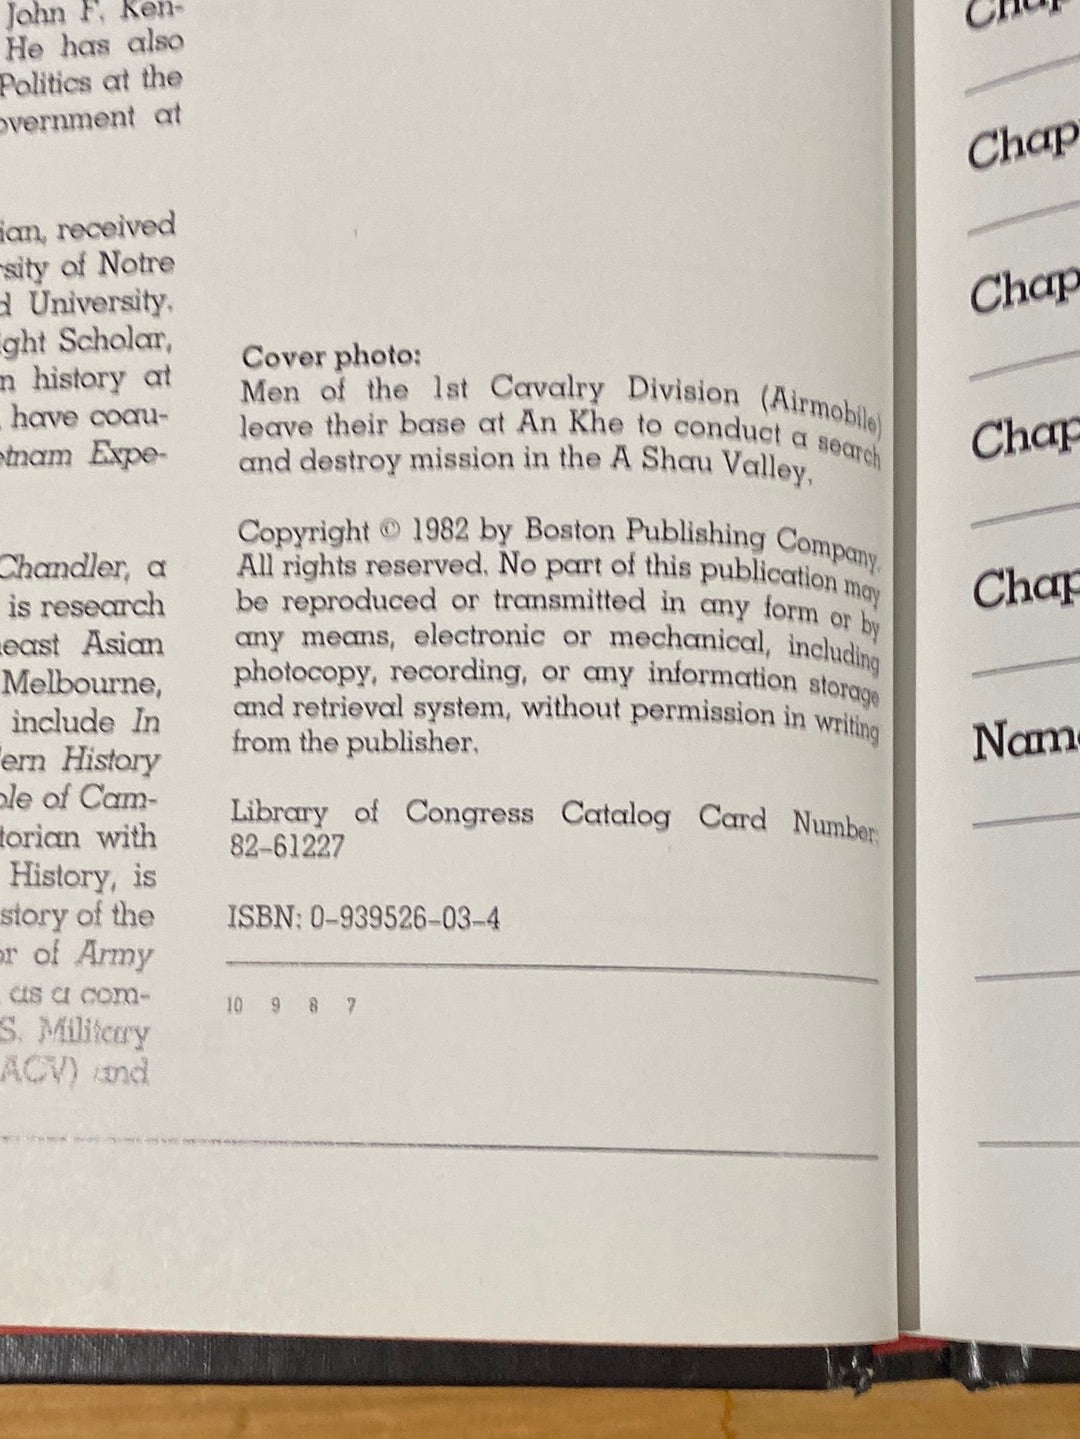 John F. Ken-
He has also
Politics at the
overnment at
ian, received
rsity of Notre
d University.
ight Scholar,
n history at
have coau-
etnam Expe-
Chandler, a
is research
heast Asian
Melbourne,
include In
ern History
ole of Cam-
torian with
History, is
story of the
or of Army
as a com-
S. Military
ACV) and
Cover photo:
Men of the 1st Cavalry Division (Airmobile)
leave their base at An Khe to conduct a search
and destroy mission in the A Shau Valley.
Copyright © 1982 by Boston Publishing Company.
All rights reserved. No part of this publication may
be reproduced or transmitted in any form or by
any means, electronic or mechanical, including
photocopy, recording, or any information storage
and retrieval system, without permission in writing
from the publisher.
Library of Congress Catalog Card Number:
82-61227
ISBN: 0-939526-03-4
10 9 8 7
Chap
Chap
Chap
Chap
Chap
Name